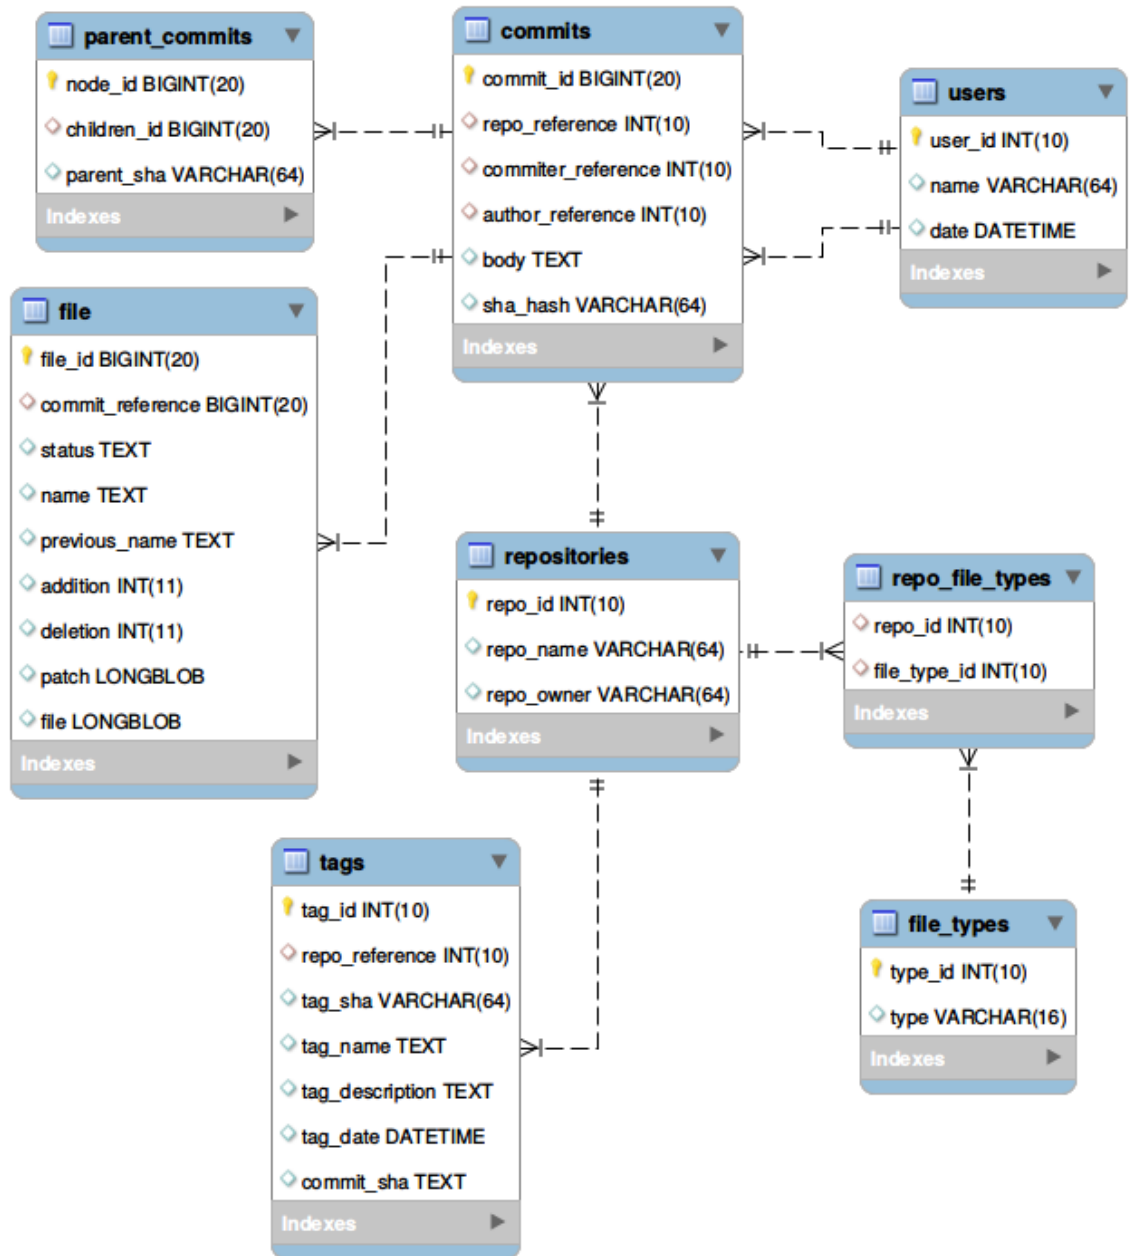 parent_commits
node_id BIGINT(20)
children_id BIGINT(20)
parent_sha VARCHAR(64)
Indexes
commits
commit_id BIGINT(20)
repo_reference INT(10)
commiter_reference INT(10)
author_reference INT(10)
body TEXT
sha_hash VARCHAR(64)
Indexes
users
user_id INT(10)
name VARCHAR(64)
date DATETIME
Indexes
file
file_id BIGINT(20)
commit_reference BIGINT(20)
status TEXT
name TEXT
previous_name TEXT
addition INT(11)
deletion INT(11)
patch LONGBLOB
file LONGBLOB
Indexes
repositories
repo_id INT(10)
repo_name VARCHAR(64)
repo_owner VARCHAR(64)
Indexes
repo_file_types
repo_id INT(10)
file_type_id INT(10)
Indexes
tags
tag_id INT(10)
repo_reference INT(10)
tag_sha VARCHAR(64)
tag_name TEXT
tag_description TEXT
tag_date DATETIME
commit_sha TEXT
Indexes
file_types
type_id INT(10)
type VARCHAR(16)
Indexes